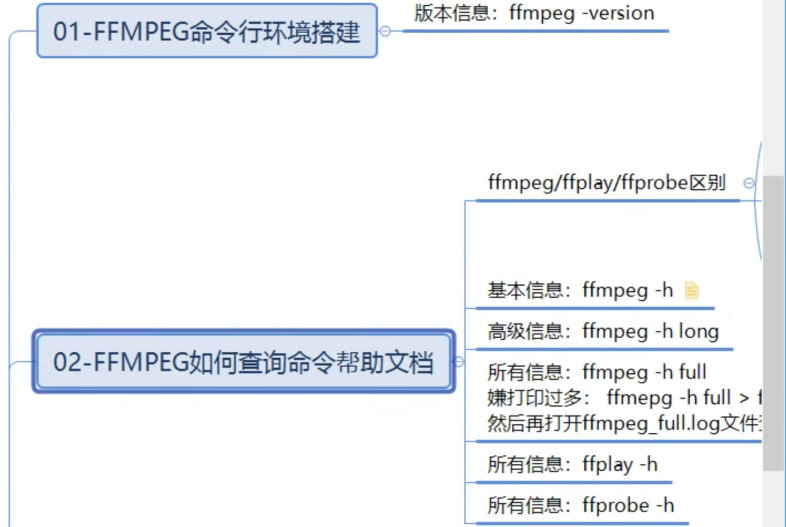 01-FFMPEG命令行环境搭建
版本信息：ffmpeg -version
ffmpeg/ffplay/ffprobe区别
02-FFMPEG如何查询命令帮助文档
基本信息：ffmpeg -h
高级信息：ffmpeg -h long
所有信息：ffmpeg -h full
嫌打印过多： ffmepg -h full >
然后再打开ffmpeg_full.log文件
所有信息：ffplay -h
所有信息：ffprobe -h